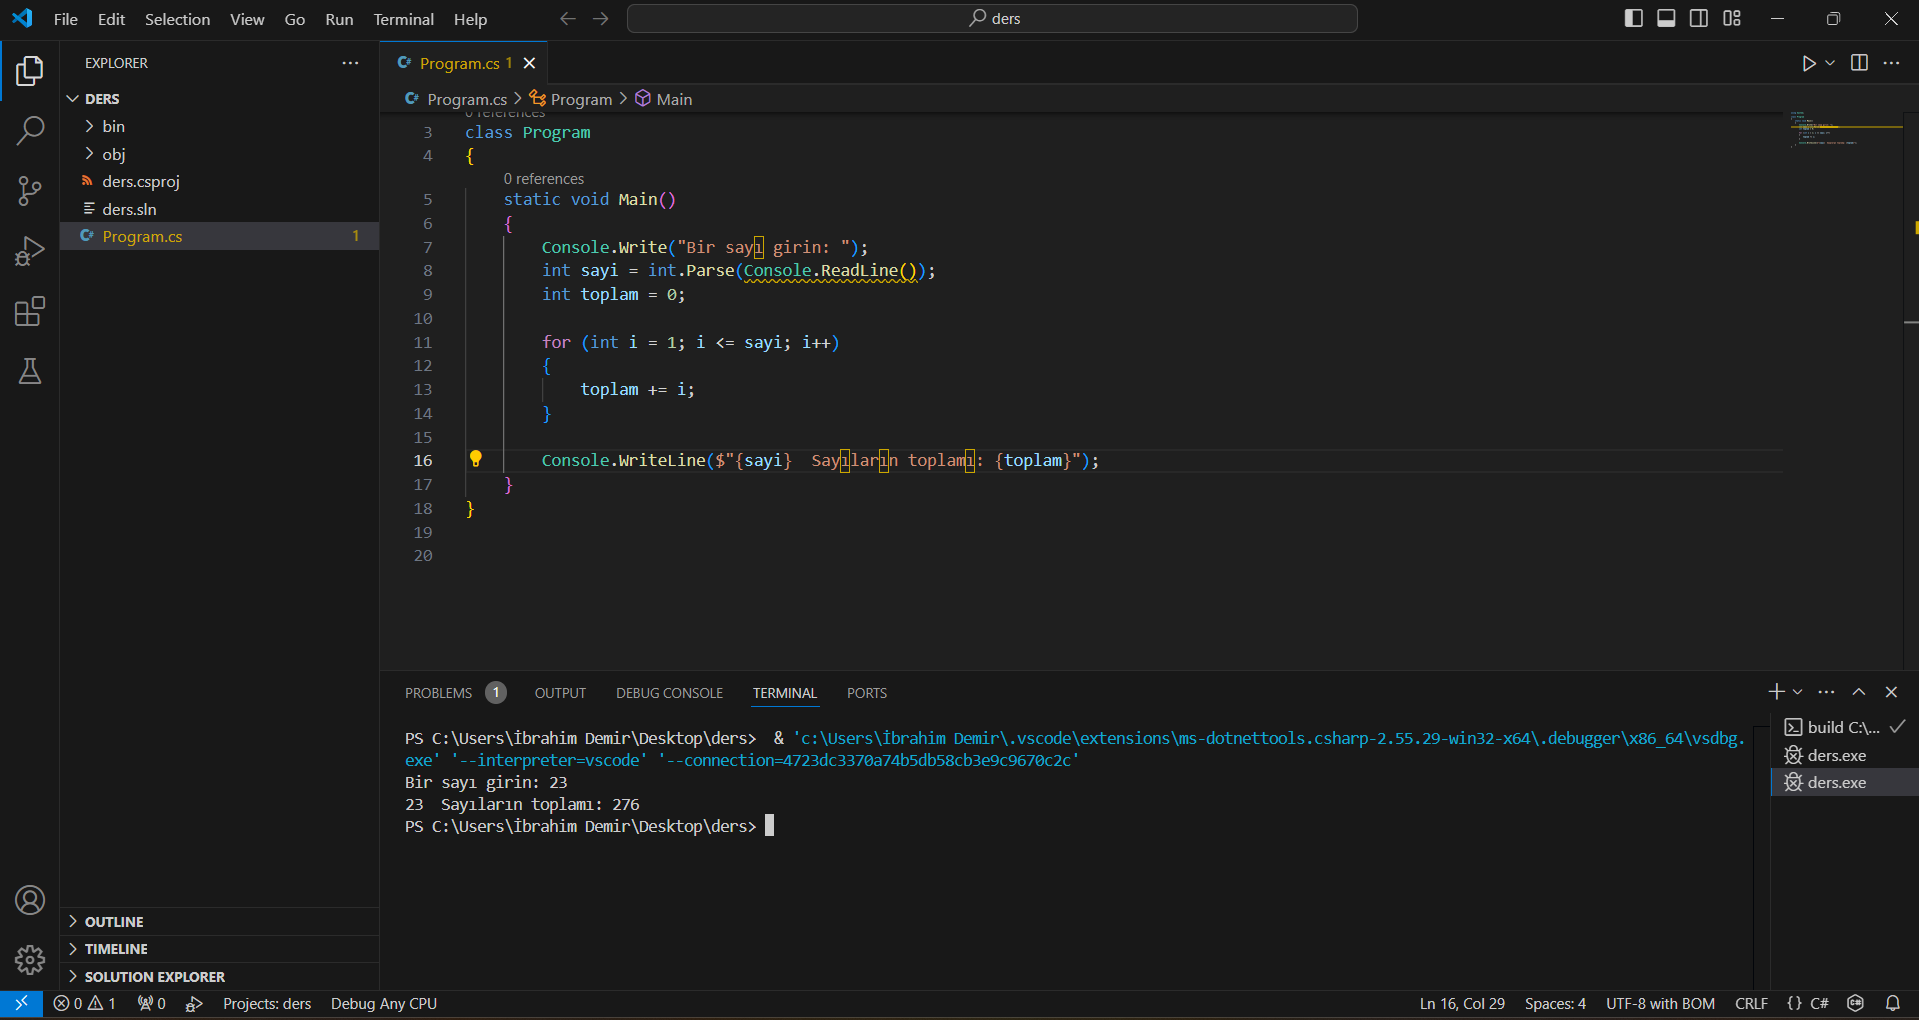 File Edit Selection View Go Run Terminal Help
ders
EXPLORER
DERS
bin
obj
ders.csproj
ders.sln
Program.cs 1
OUTLINE
TIMELINE
SOLUTION EXPLORER
Program.cs 1
Program.cs > Program > Main
0 references
3 class Program
4 {
0 references
5 static void Main()
6 {
7 Console.Write("Bir sayı girin: ");
8 int sayi = int.Parse(Console.ReadLine());
9 int toplam = 0;
10
11 for (int i = 1; i <= sayi; i++)
12 {
13 toplam += i;
14 }
15
16 Console.WriteLine($"{sayi}  Sayıların toplamı: {toplam}");
17 }
18 }
19
20
PROBLEMS 1 OUTPUT DEBUG CONSOLE TERMINAL PORTS
PS C:\Users\İbrahim Demir\Desktop\ders>  & 'c:\Users\İbrahim Demir\.vscode\extensions\ms-dotnettools.csharp-2.55.29-win32-x64\.debugger\x86_64\vsdbg.
exe' '--interpreter=vscode' '--connection=4723dc3370a74b5db58cb3e9c9670c2c'
Bir sayı girin: 23
23  Sayıların toplamı: 276
PS C:\Users\İbrahim Demir\Desktop\ders>
build C:\...
ders.exe
ders.exe
0 1 0 Projects: ders Debug Any CPU Ln 16, Col 29 Spaces: 4 UTF-8 with BOM CRLF {} C#